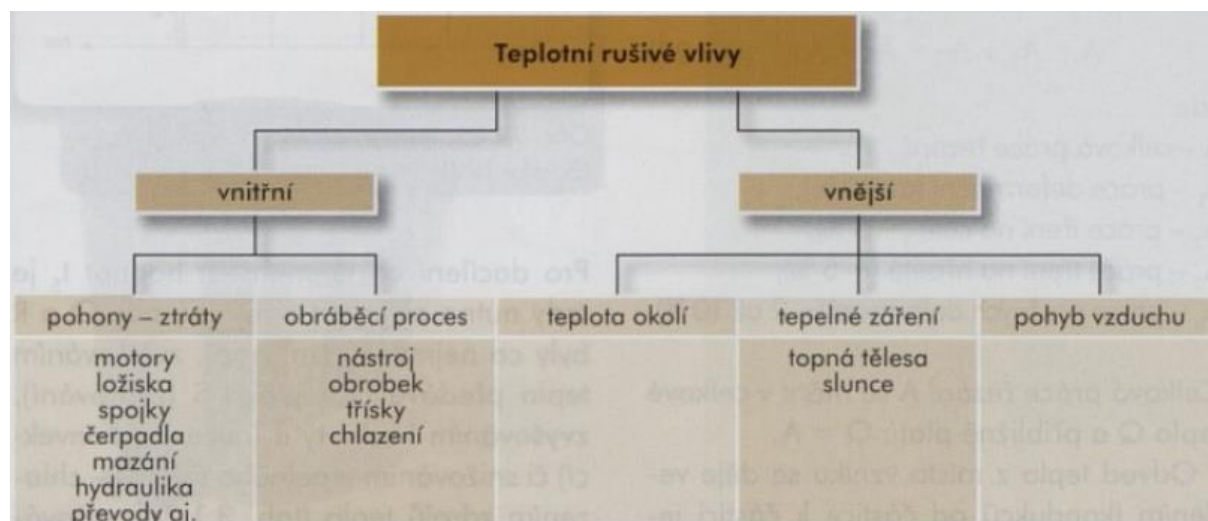 Teplotní rušivé vlivy
vnitřní
vnější
pohony – ztráty
obráběcí proces
teplota okolí
tepelné záření
pohyb vzduchu
motory
ložiska
spojky
čerpadla
mazání
hydraulika
převody aj.
nástroj
obrobek
třísky
chlazení
topná tělesa
slunce